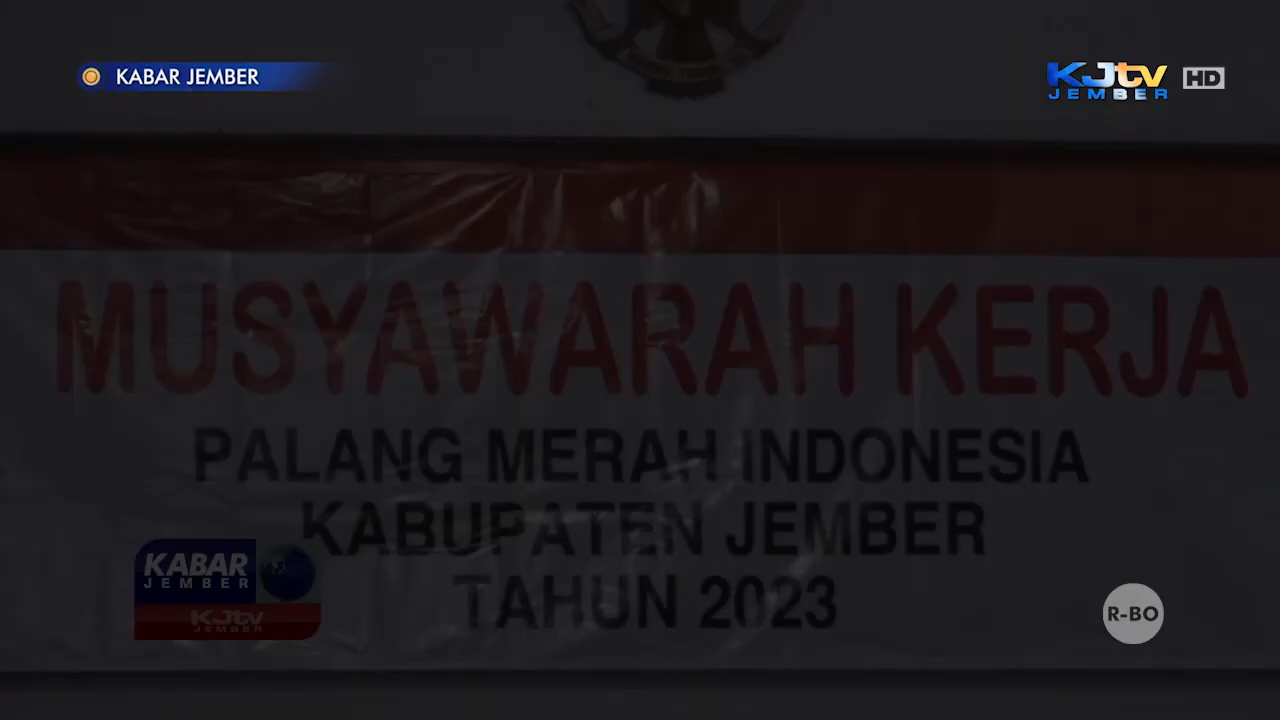 KABAR JEMBER
KJtv HD
JEMBER
MUSYAWARAH KERJA
PALANG MERAH INDONESIA
KABUPATEN JEMBER
TAHUN 2023
KABAR
JEMBER
KJtv
JEMBER
R-BO